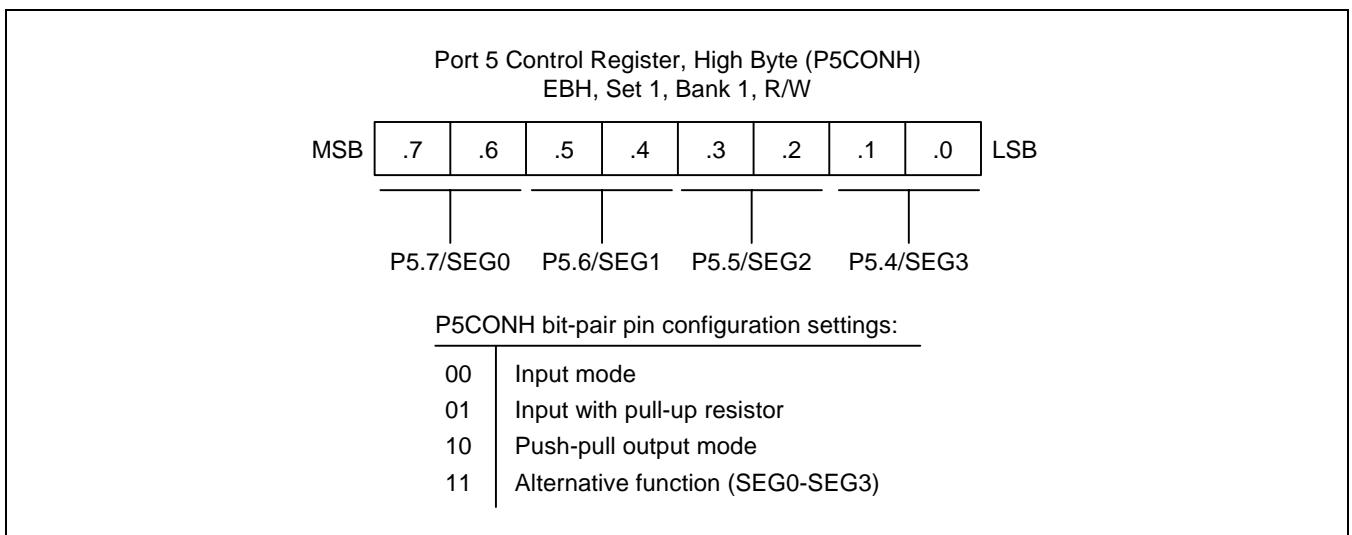 Port 5 Control Register, High Byte (P5CONH)
EBH, Set 1, Bank 1, R/W
MSB .7 .6 .5 .4 .3 .2 .1 .0 LSB
P5.7/SEG0 P5.6/SEG1 P5.5/SEG2 P5.4/SEG3
P5CONH bit-pair pin configuration settings:
00 Input mode
01 Input with pull-up resistor
10 Push-pull output mode
11 Alternative function (SEG0-SEG3)